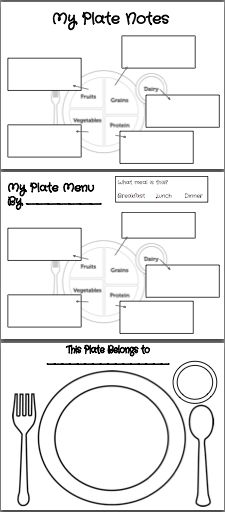 My Plate Notes
Fruits
Grains
Dairy
Vegetables
Protein
My Plate Menu
By
What meal is this?
Breakfast Lunch Dinner
Fruits
Grains
Dairy
Vegetables
Protein
This Plate Belongs to